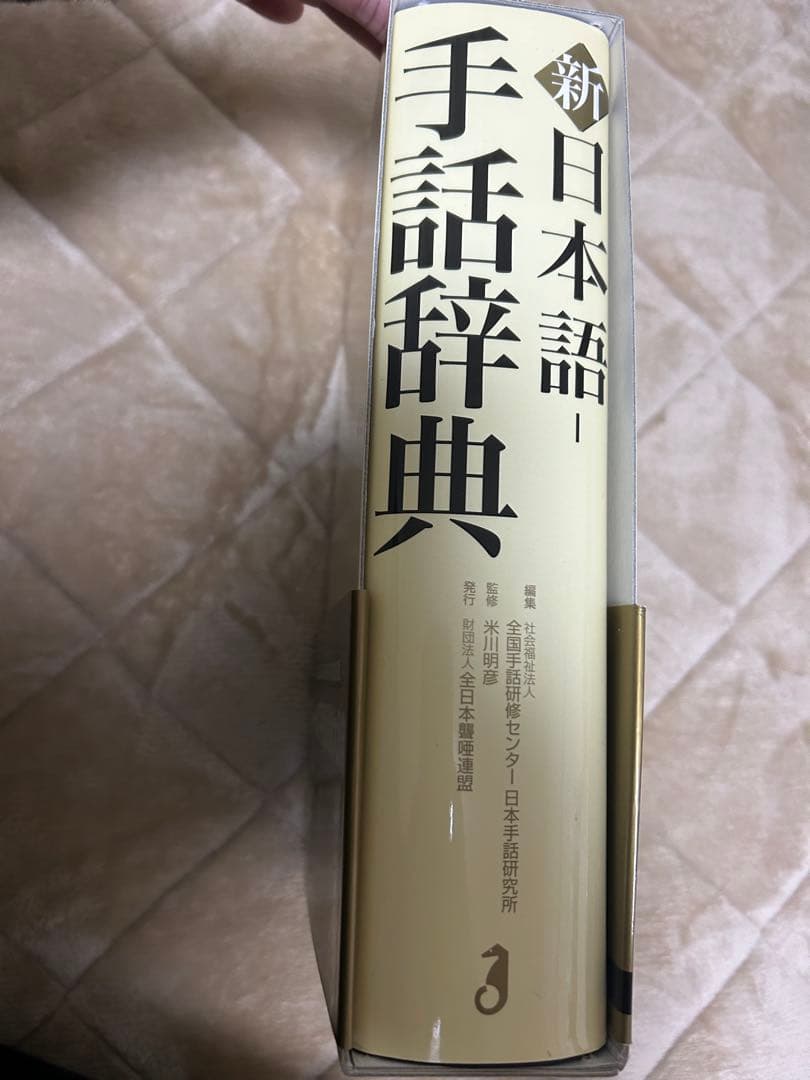 新日本語-
手話辞典
編集 社会福祉法人
全国手話研修センター 日本手話研究所
監修 米川明彦
発行 財団法人 全日本聾唖連盟